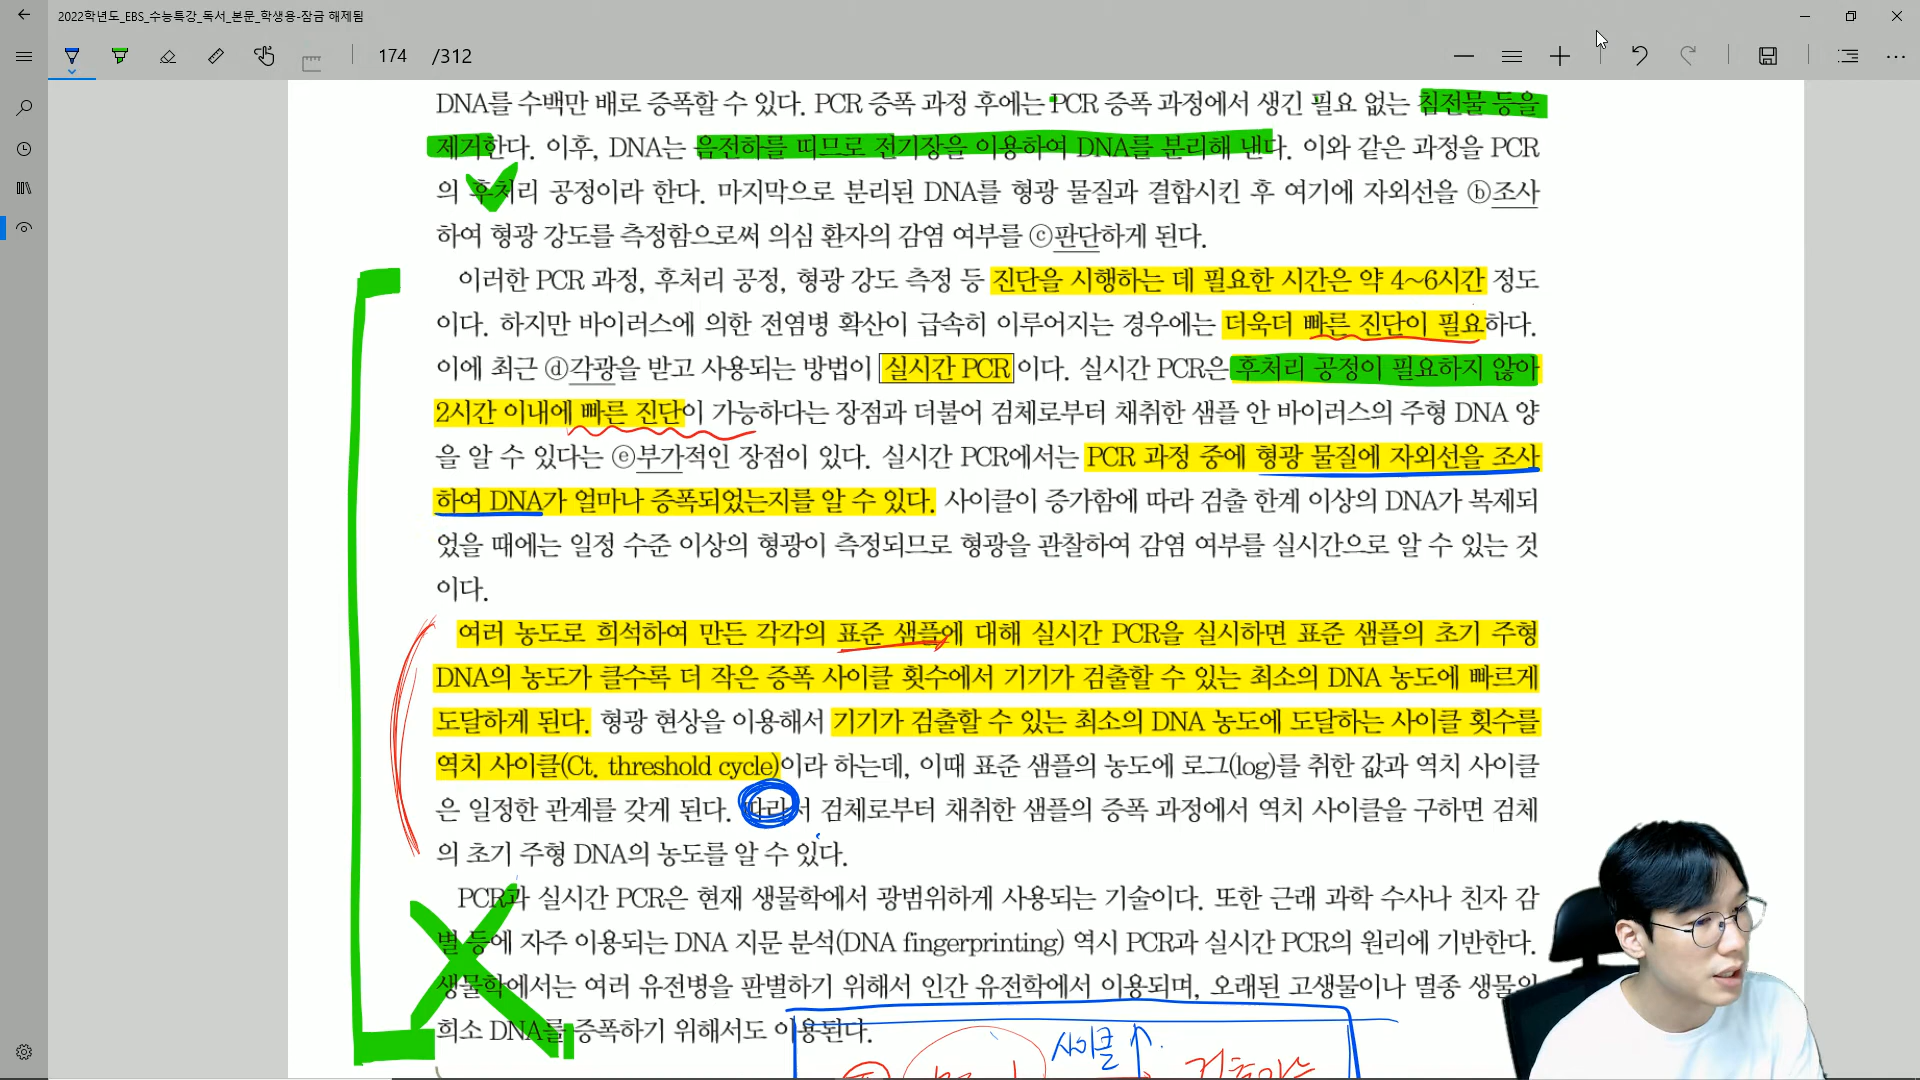 2022학년도_EBS_수능특강_독서_본문_학생용-잠금 해제됨
174 /312
DNA를 수백만 배로 증폭할 수 있다. PCR 증폭 과정 후에는 PCR 증폭 과정에서 생긴 필요 없는 침전물 등을
제거한다. 이후, DNA는 음전하를 띠므로 전기장을 이용하여 DNA를 분리해 낸다. 이와 같은 과정을 PCR
의 후처리 공정이라 한다. 마지막으로 분리된 DNA를 형광 물질과 결합시킨 후 여기에 자외선을 ⓑ조사
하여 형광 강도를 측정함으로써 의심 환자의 감염 여부를 ⓒ판단하게 된다.
이러한 PCR 과정, 후처리 공정, 형광 강도 측정 등 진단을 시행하는 데 필요한 시간은 약 4~6시간 정도
이다. 하지만 바이러스에 의한 전염병 확산이 급속히 이루어지는 경우에는 더욱더 빠른 진단이 필요하다.
이에 최근 ⓓ각광을 받고 사용되는 방법이 실시간 PCR이다. 실시간 PCR은 후처리 공정이 필요하지 않아
2시간 이내에 빠른 진단이 가능하다는 장점과 더불어 검체로부터 채취한 샘플 안 바이러스의 주형 DNA 양
을 알 수 있다는 ⓔ부가적인 장점이 있다. 실시간 PCR에서는 PCR 과정 중에 형광 물질에 자외선을 조사
하여 DNA가 얼마나 증폭되었는지를 알 수 있다. 사이클이 증가함에 따라 검출 한계 이상의 DNA가 복제되
었을 때에는 일정 수준 이상의 형광이 측정되므로 형광을 관찰하여 감염 여부를 실시간으로 알 수 있는 것
이다.
여러 농도로 희석하여 만든 각각의 표준 샘플에 대해 실시간 PCR을 실시하면 표준 샘플의 초기 주형
DNA의 농도가 클수록 더 작은 증폭 사이클 횟수에서 기기가 검출할 수 있는 최소의 DNA 농도에 빠르게
도달하게 된다. 형광 현상을 이용해서 기기가 검출할 수 있는 최소의 DNA 농도에 도달하는 사이클 횟수를
역치 사이클(Ct. threshold cycle)이라 하는데, 이때 표준 샘플의 농도에 로그(log)를 취한 값과 역치 사이클
은 일정한 관계를 갖게 된다. 따라서 검체로부터 채취한 샘플의 증폭 과정에서 역치 사이클을 구하면 검체
의 초기 주형 DNA의 농도를 알 수 있다.
PCR과 실시간 PCR은 현재 생물학에서 광범위하게 사용되는 기술이다. 또한 근래 과학 수사나 친자 감
별 등에 자주 이용되는 DNA 지문 분석(DNA fingerprinting) 역시 PCR과 실시간 PCR의 원리에 기반한다.
생물학에서는 여러 유전병을 판별하기 위해서 인간 유전학에서 이용되며, 오래된 고생물이나 멸종 생물의
희소 DNA를 증폭하기 위해서도 이용된다.
사이클 ↑